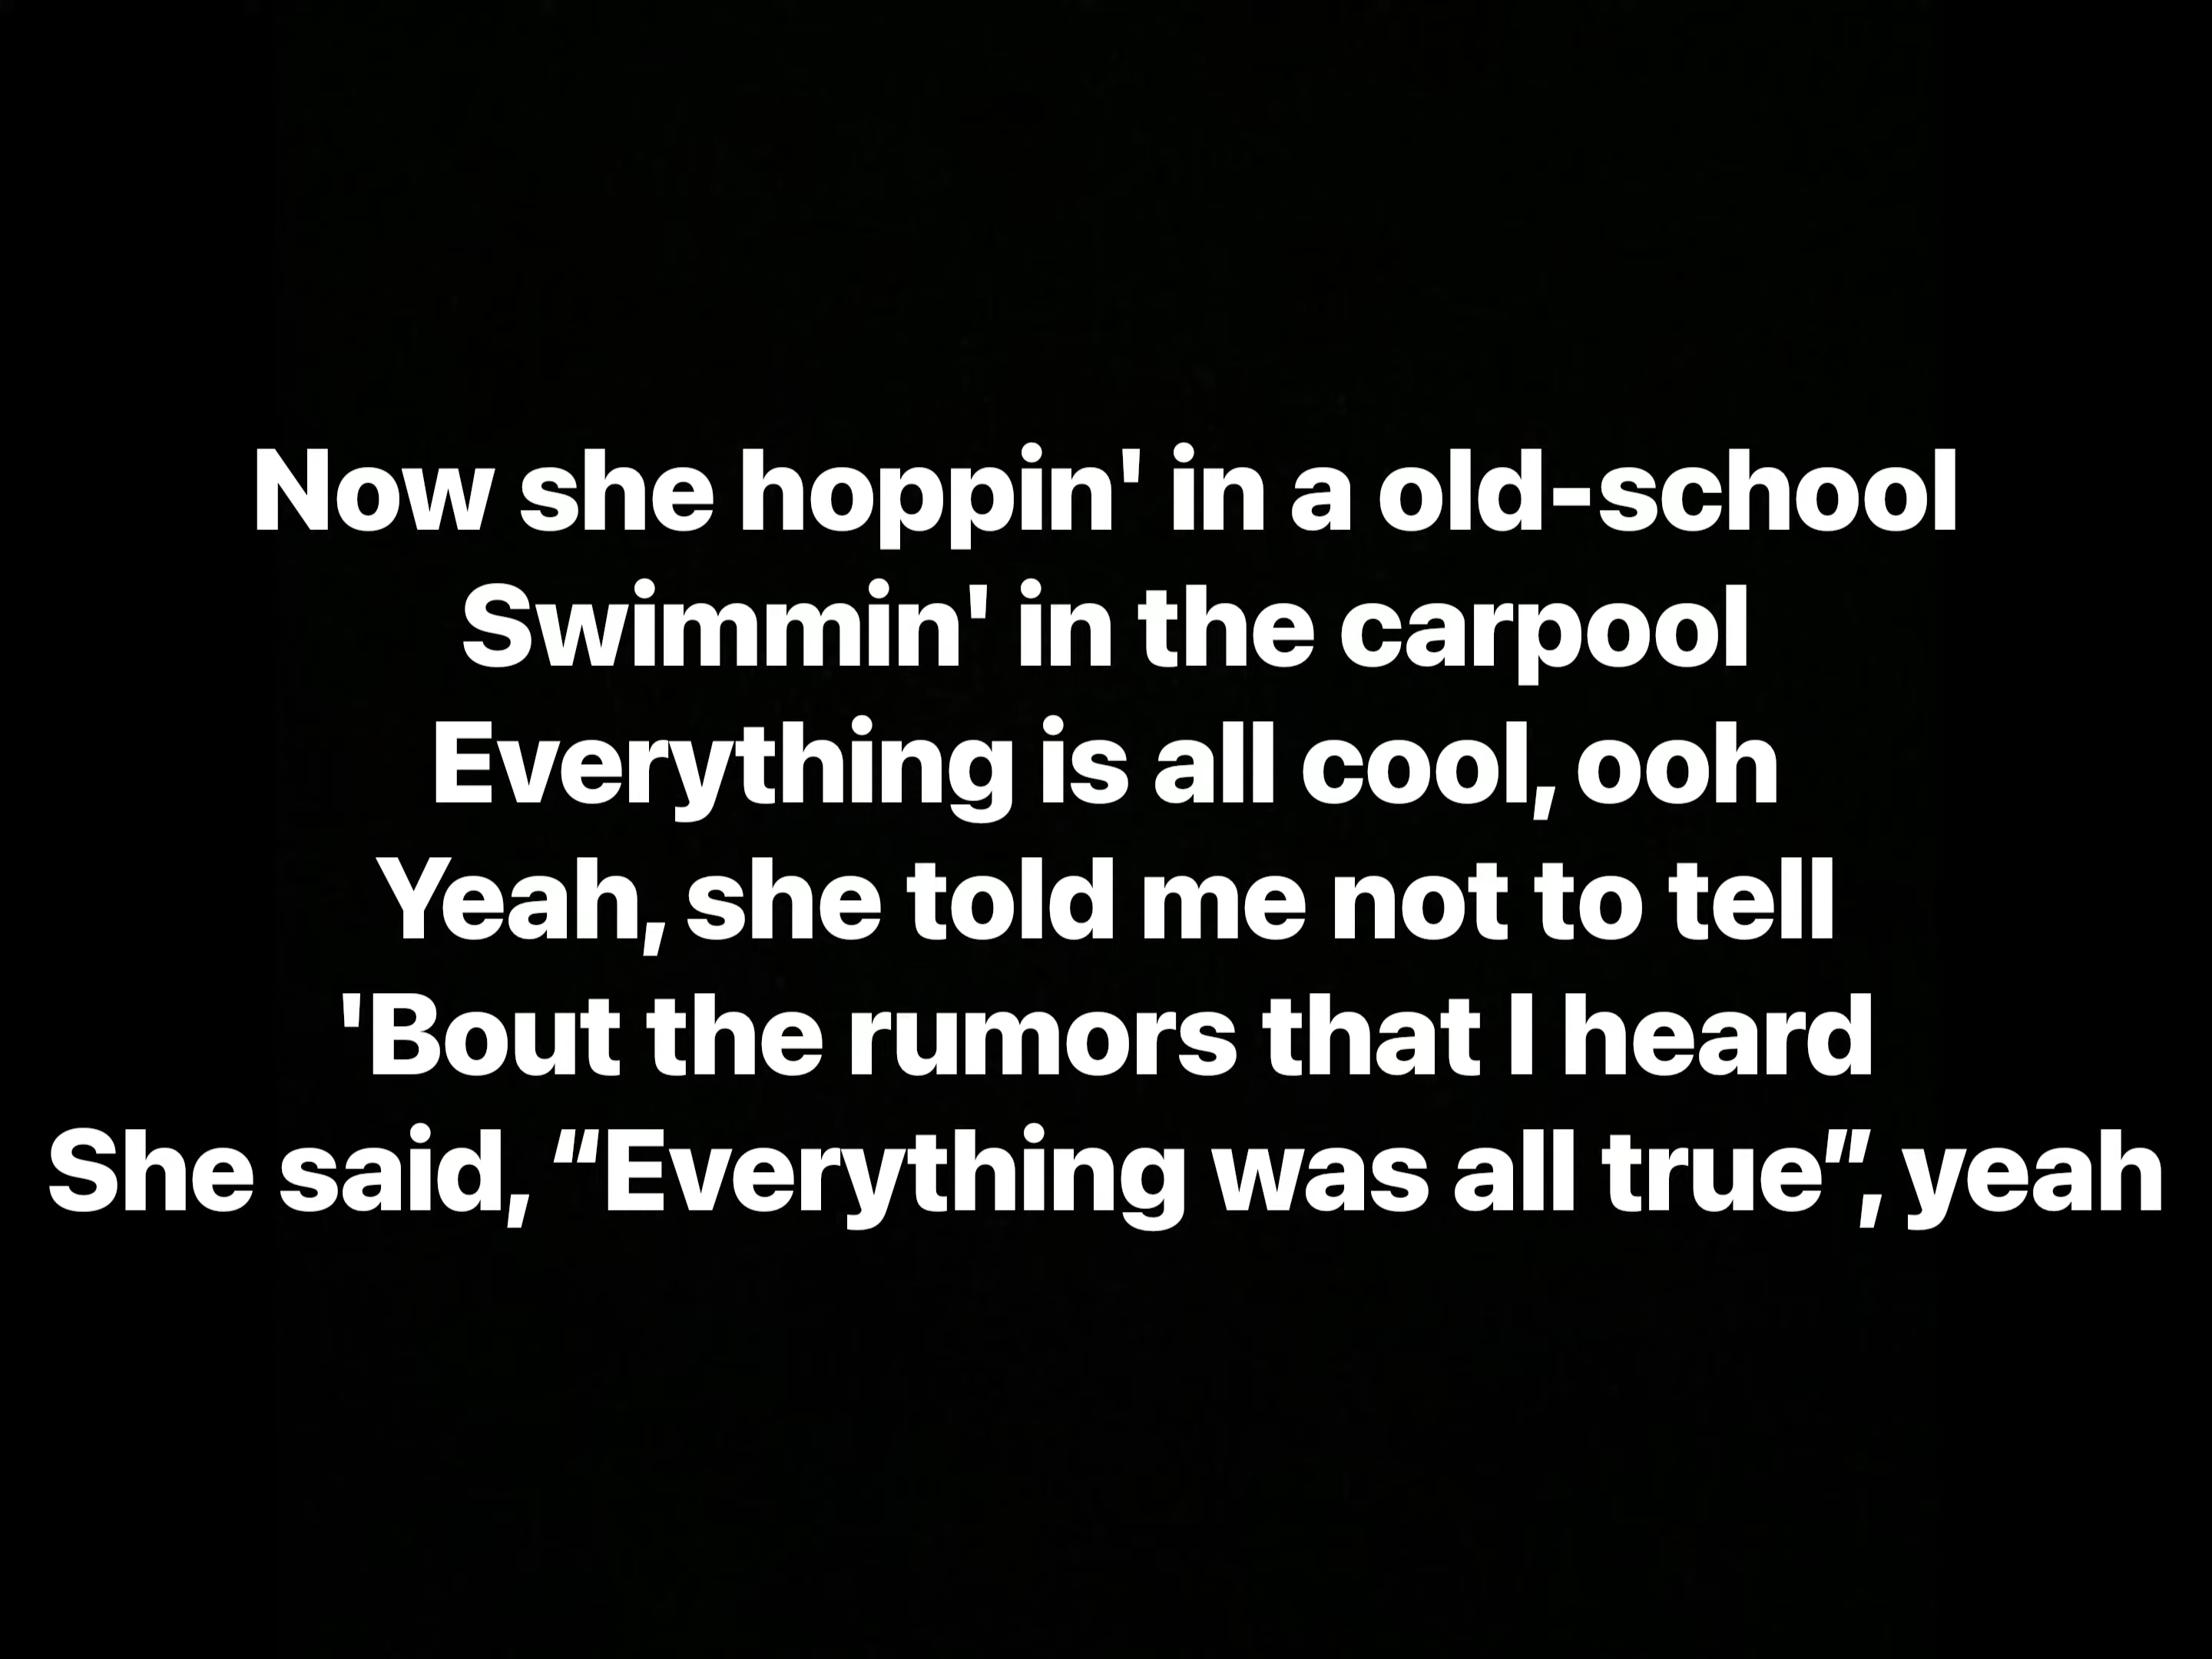 Now she hoppin' in a old-school
Swimmin' in the carpool
Everything is all cool, ooh
Yeah, she told me not to tell
'Bout the rumors that I heard
She said, "Everything was all true", yeah